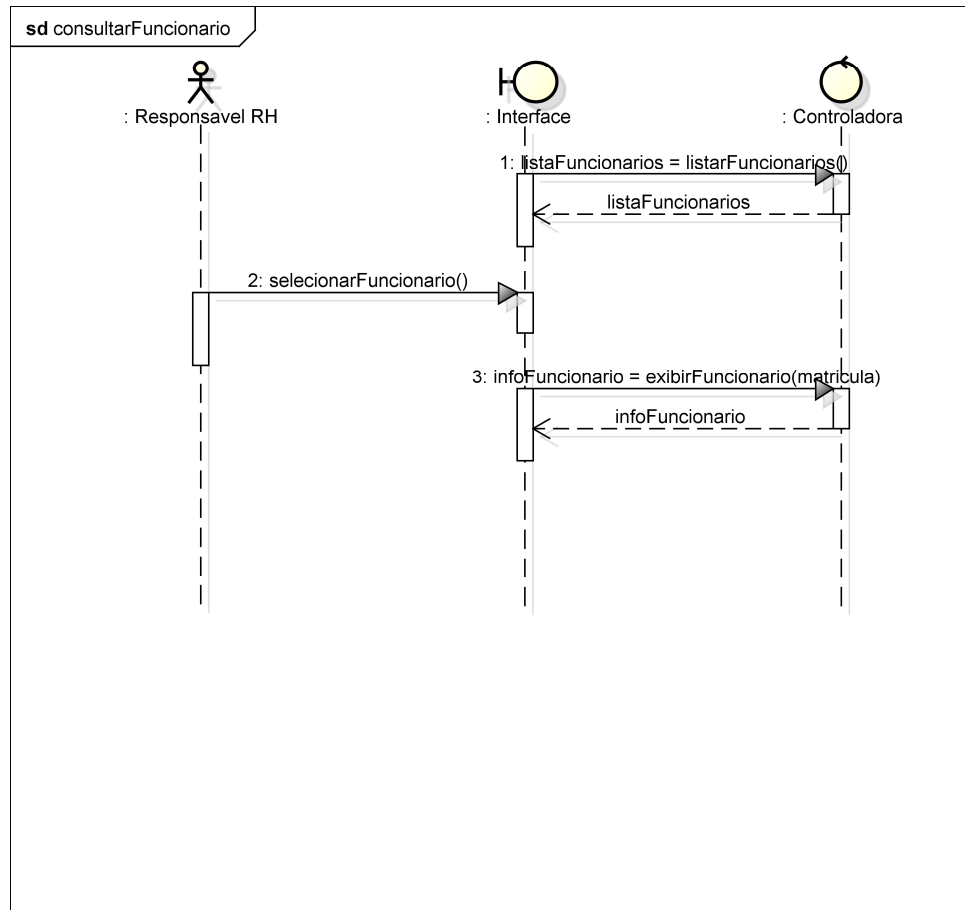 sd consultarFuncionario
: Responsavel RH
: Interface
: Controladora
1: listaFuncionarios = listarFuncionarios()
listaFuncionarios
2: selecionarFuncionario()
3: infoFuncionario = exibirFuncionario(matricula)
infoFuncionario